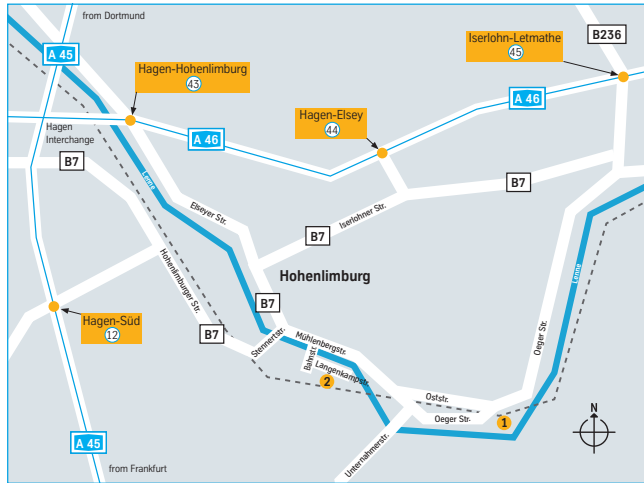 from Dortmund
B236
Iserlohn-Letmathe
45
A 45
Hagen-Hohenlimburg
43
A 46
Hagen-Elsey
44
Hagen
Interchange
A 46
B7
Lenne
B7
Elseyer Str.
Iserlohner Str.
B7
Hohenlimburger Str.
Hohenlimburg
Lenne
B7
Hagen-Süd
12
B7
Stennertstr.
Mühlenbergstr.
Bahnstr.
Langenkampstr.
2
Oeger Str.
Oststr.
Oeger Str.
1
N
Unternahmerstr.
A 45
from Frankfurt